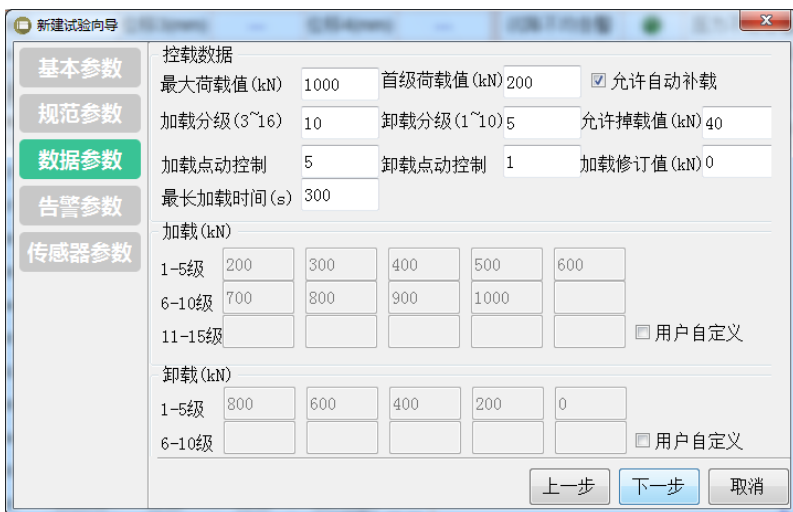 新建试验向导
基本参数
规范参数
数据参数
告警参数
传感器参数
控载数据
最大荷载值(kN) 1000 首级荷载值(kN) 200 允许自动补载
加载分级(3~16) 10 卸载分级(1~10) 5 允许掉载值(kN) 40
加载点动控制 5 卸载点动控制 1 加载修订值(kN) 0
最长加载时间(s) 300
加载(kN)
1-5级 200 300 400 500 600
6-10级 700 800 900 1000
11-15级 用户自定义
卸载(kN)
1-5级 800 600 400 200 0
6-10级 用户自定义
上一步 下一步 取消